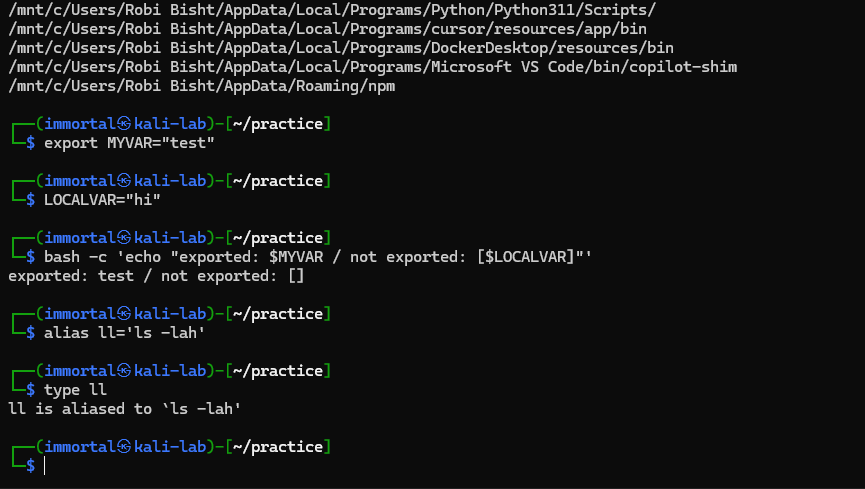 /mnt/c/Users/Robi Bisht/AppData/Local/Programs/Python/Python311/Scripts/
/mnt/c/Users/Robi Bisht/AppData/Local/Programs/cursor/resources/app/bin
/mnt/c/Users/Robi Bisht/AppData/Local/Programs/DockerDesktop/resources/bin
/mnt/c/Users/Robi Bisht/AppData/Local/Programs/Microsoft VS Code/bin/copilot-shim
/mnt/c/Users/Robi Bisht/AppData/Roaming/npm
┌──(immortal㉿kali-lab)-[~/practice]
└─$ export MYVAR="test"
┌──(immortal㉿kali-lab)-[~/practice]
└─$ LOCALVAR="hi"
┌──(immortal㉿kali-lab)-[~/practice]
└─$ bash -c 'echo "exported: $MYVAR / not exported: [$LOCALVAR]"'
exported: test / not exported: []
┌──(immortal㉿kali-lab)-[~/practice]
└─$ alias ll='ls -lah'
┌──(immortal㉿kali-lab)-[~/practice]
└─$ type ll
ll is aliased to `ls -lah'
┌──(immortal㉿kali-lab)-[~/practice]
└─$